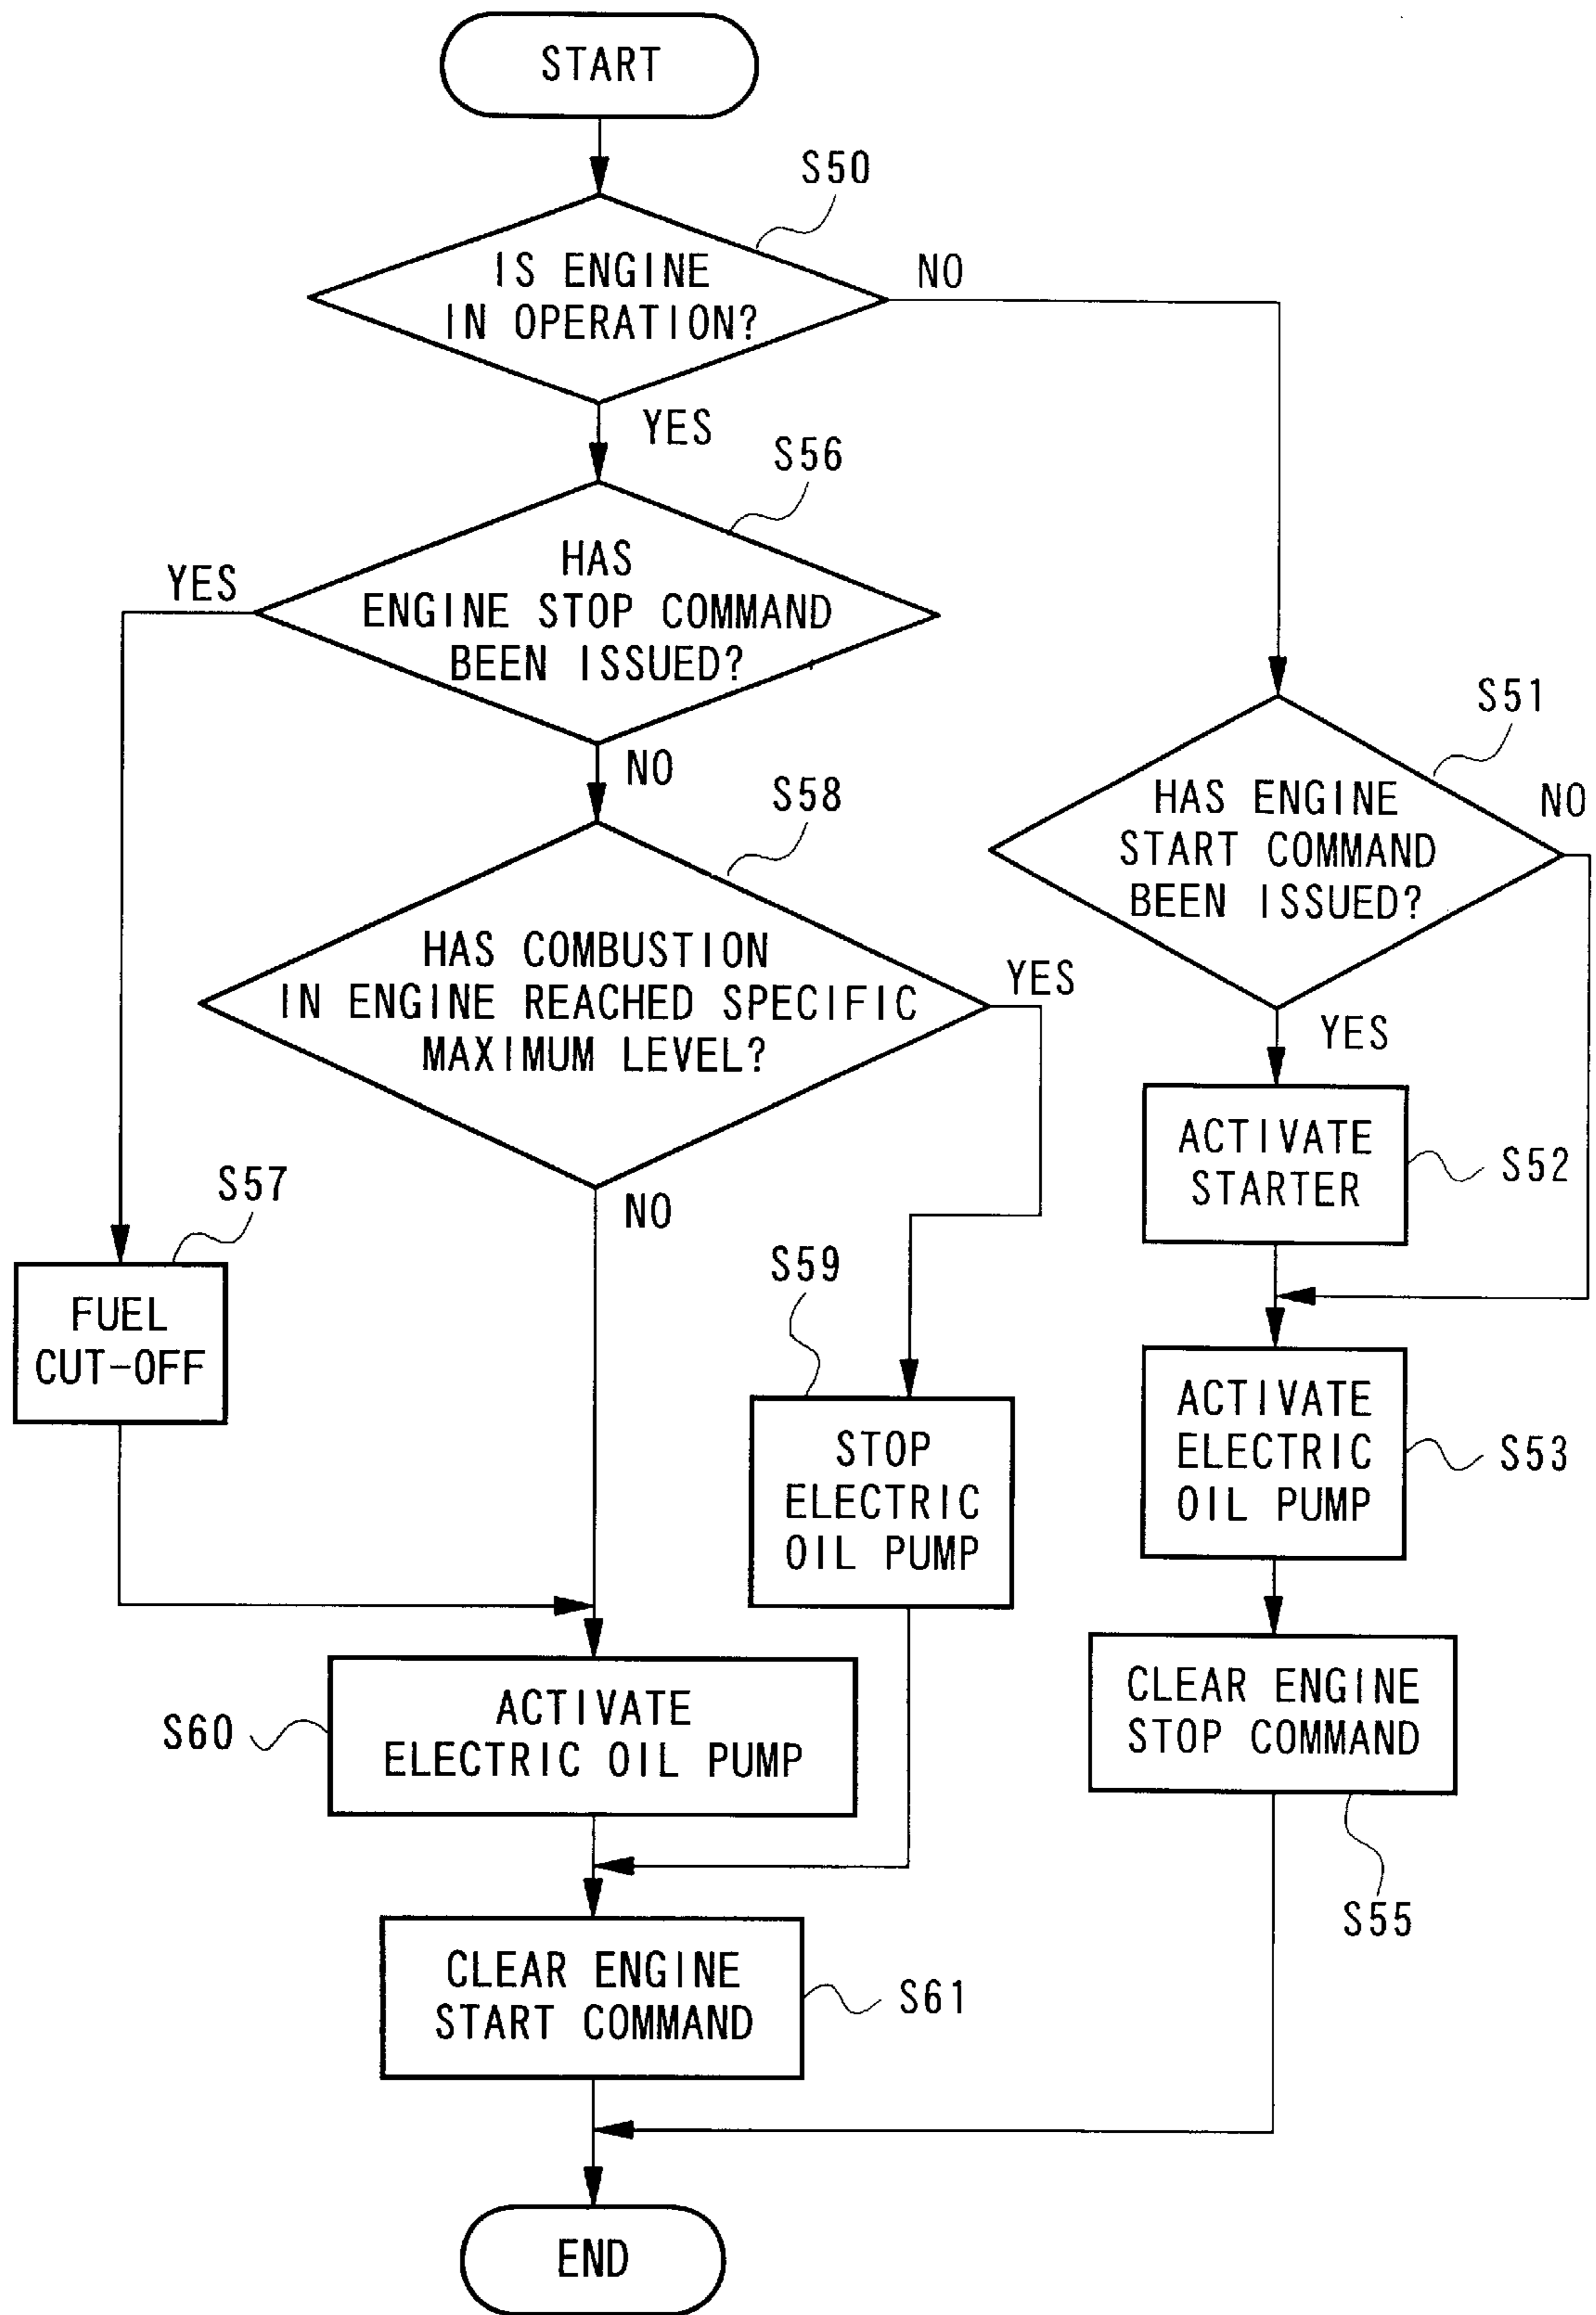 START
S50
IS ENGINE
IN OPERATION?
NO
YES
S56
HAS
ENGINE STOP COMMAND
BEEN ISSUED?
YES
NO
S51
HAS ENGINE
START COMMAND
BEEN ISSUED?
NO
YES
S58
HAS COMBUSTION
IN ENGINE REACHED SPECIFIC
MAXIMUM LEVEL?
YES
NO
ACTIVATE
STARTER
S52
S57
FUEL
CUT-OFF
S59
STOP
ELECTRIC
OIL PUMP
ACTIVATE
ELECTRIC
OIL PUMP
S53
S60
ACTIVATE
ELECTRIC OIL PUMP
CLEAR ENGINE
STOP COMMAND
S55
CLEAR ENGINE
START COMMAND
S61
END